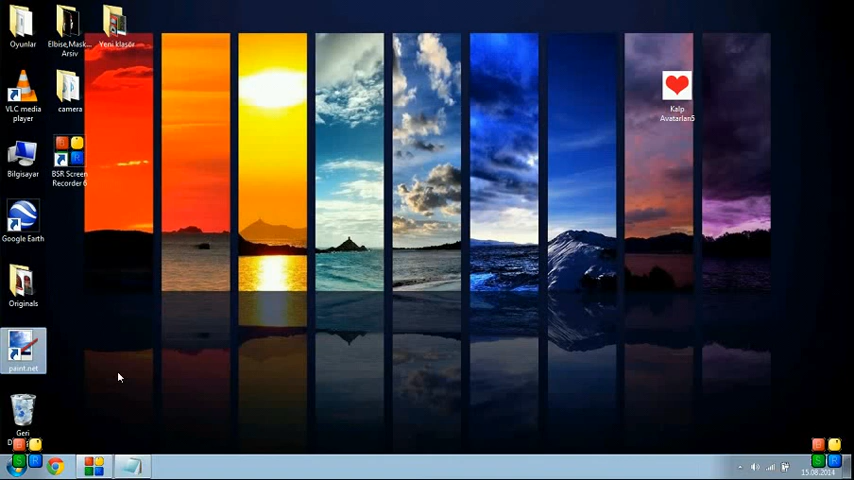 Oyunlar
Elbise,Mask...
Arsiv
Yeni klasör
VLC media
player
camera
Kalp
Avatarları5
Bilgisayar
BSR Screen
Recorder 6
Google Earth
Originals
paint.net
Geri
B
S
R
B
S
R
15.08.2014